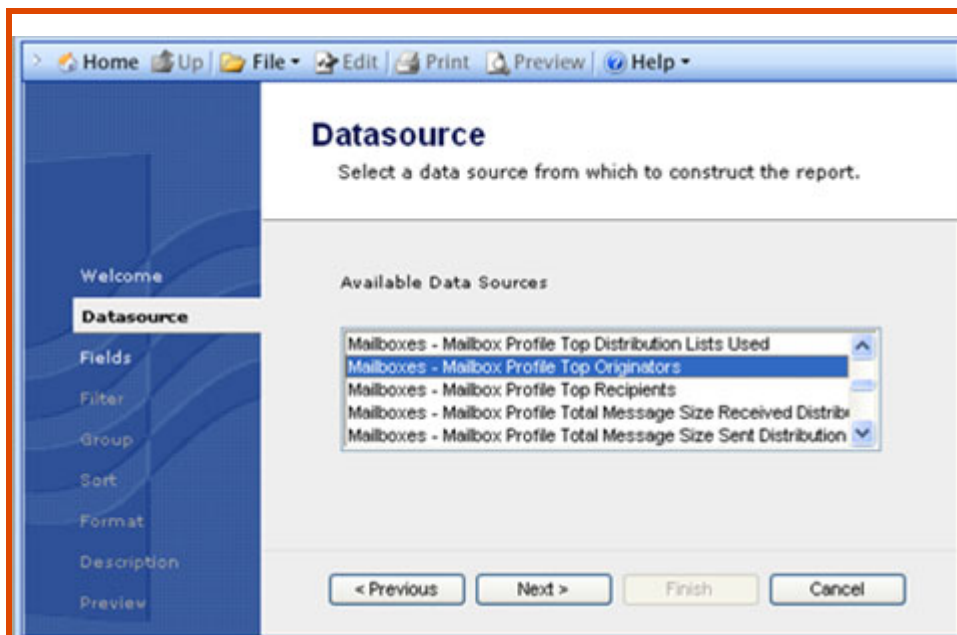 Home Up File Edit Print Preview Help
Datasource
Select a data source from which to construct the report.
Welcome
Datasource
Fields
Filter
Group
Sort
Format
Description
Preview
Available Data Sources
Mailboxes - Mailbox Profile Top Distribution Lists Used
Mailboxes - Mailbox Profile Top Originators
Mailboxes - Mailbox Profile Top Recipients
Mailboxes - Mailbox Profile Total Message Size Received Distrib
Mailboxes - Mailbox Profile Total Message Size Sent Distribution
< Previous Next > Finish Cancel